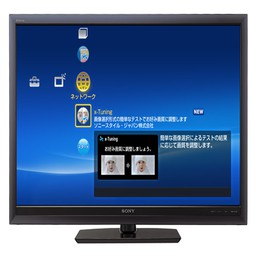 ネットワーク
x-Tuning
NEW
画像選択形式の簡単なテストでお好み画質に調整します
ソニースタイル・ジャパン株式会社
x-Tuning
お好み画質に調整しましょう。
簡単な画像選択によるテストの結果
に応じて画質を調整します。
SONY